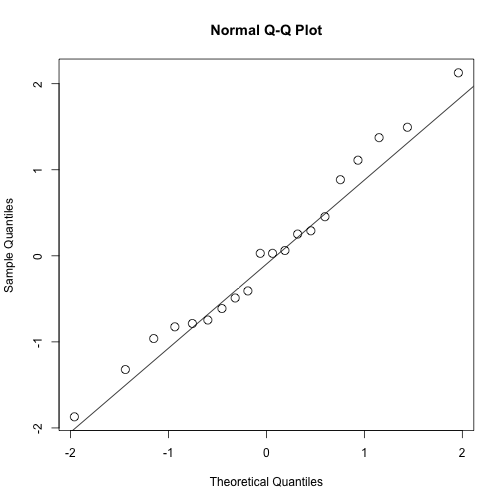 Normal Q-Q Plot
2
1
0
-1
-2
Sample Quantiles
-2 -1 0 1 2
Theoretical Quantiles